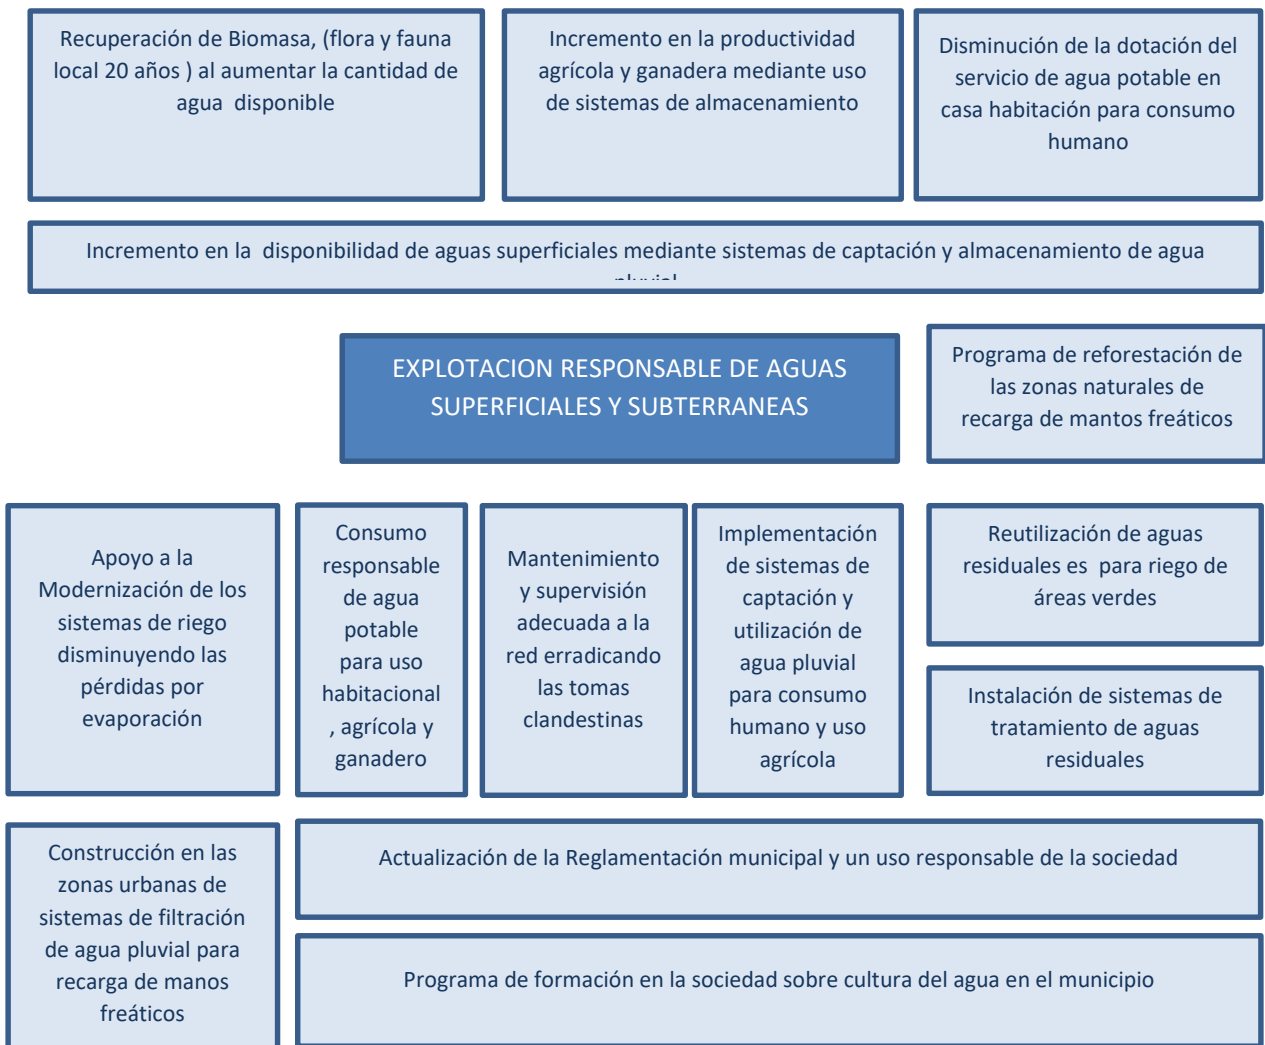 Recuperación de Biomasa, (flora y fauna
local 20 años ) al aumentar la cantidad de
agua disponible
Incremento en la productividad
agrícola y ganadera mediante uso
de sistemas de almacenamiento
Disminución de la dotación del
servicio de agua potable en
casa habitación para consumo
humano
Incremento en la disponibilidad de aguas superficiales mediante sistemas de captación y almacenamiento de agua
EXPLOTACION RESPONSABLE DE AGUAS
SUPERFICIALES Y SUBTERRANEAS
Programa de reforestación de
las zonas naturales de
recarga de mantos freáticos
Apoyo a la
Modernización de los
sistemas de riego
disminuyendo las
pérdidas por
evaporación
Consumo
responsable
de agua
potable
para uso
habitacional
, agrícola y
ganadero
Mantenimiento
y supervisión
adecuada a la
red erradicando
las tomas
clandestinas
Implementación
de sistemas de
captación y
utilización de
agua pluvial
para consumo
humano y uso
agrícola
Reutilización de aguas
residuales es para riego de
áreas verdes
Instalación de sistemas de
tratamiento de aguas
residuales
Construcción en las
zonas urbanas de
sistemas de filtración
de agua pluvial para
recarga de manos
freáticos
Actualización de la Reglamentación municipal y un uso responsable de la sociedad
Programa de formación en la sociedad sobre cultura del agua en el municipio